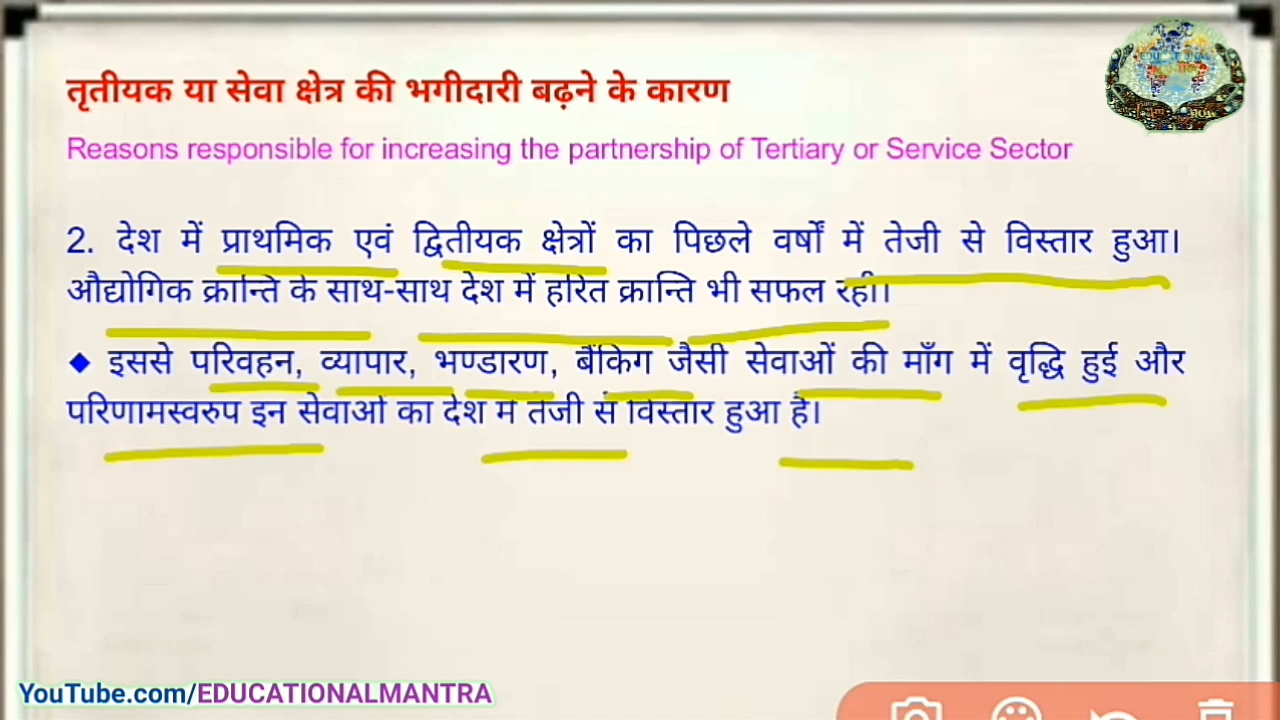 तृतीयक या सेवा क्षेत्र की भगीदारी बढ़ने के कारण
Reasons responsible for increasing the partnership of Tertiary or Service Sector
2. देश में प्राथमिक एवं द्वितीयक क्षेत्रों का पिछले वर्षों में तेजी से विस्तार हुआ।
औद्योगिक क्रान्ति के साथ-साथ देश में हरित क्रान्ति भी सफल रही।
◆ इससे परिवहन, व्यापार, भण्डारण, बैंकिग जैसी सेवाओं की माँग में वृद्धि हुई और
परिणामस्वरुप इन सेवाओं का देश में तेजी से विस्तार हुआ है।
YouTube.com/EDUCATIONALMANTRA